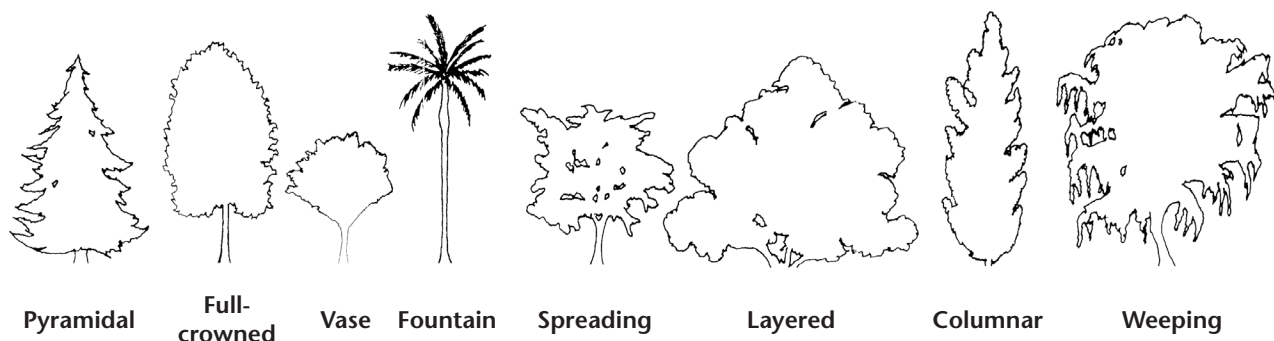 Pyramidal
Full-
crowned
Vase
Fountain
Spreading
Layered
Columnar
Weeping